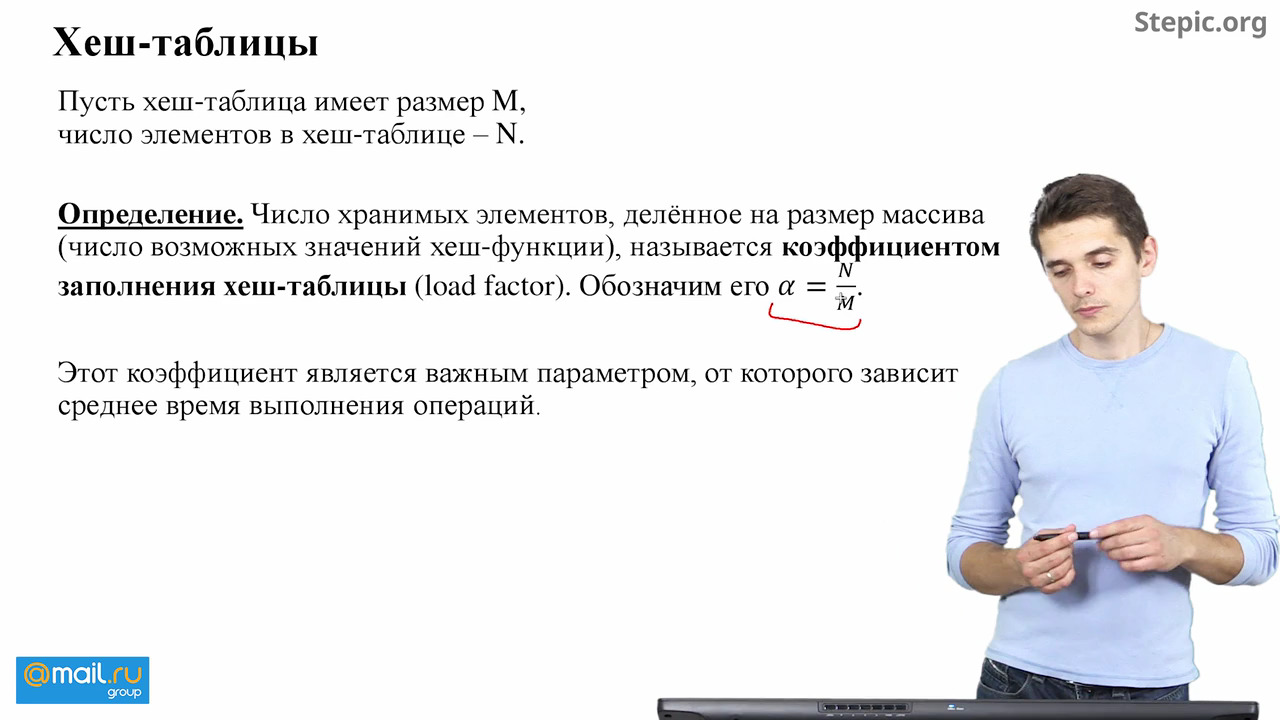 Stepic.org
Хеш-таблицы
Пусть хеш-таблица имеет размер M,
число элементов в хеш-таблице – N.
Определение. Число хранимых элементов, делённое на размер массива
(число возможных значений хеш-функции), называется коэффициентом
заполнения хеш-таблицы (load factor). Обозначим его α = N/M.
Этот коэффициент является важным параметром, от которого зависит
среднее время выполнения операций.
@mail.ru
group